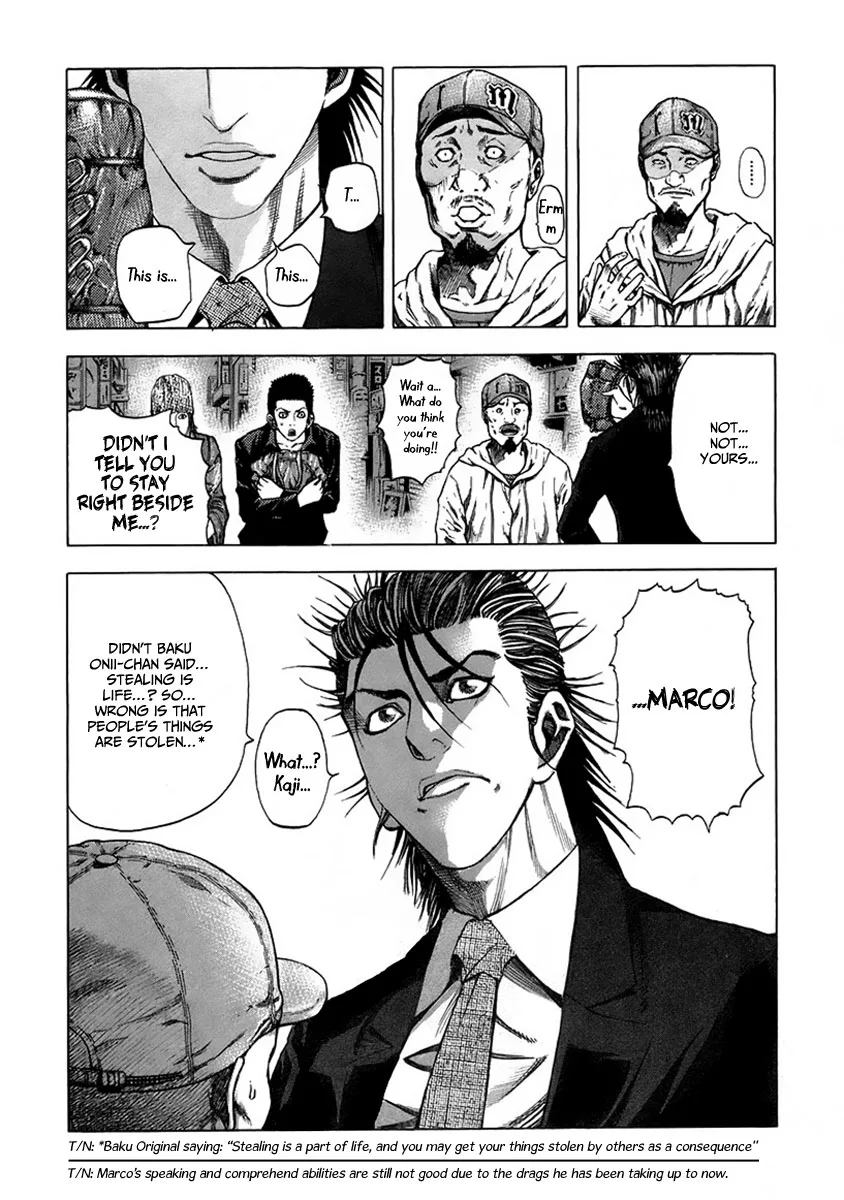 ......
M
Erm
m
M
T...
This...
This is...
NOT...
NOT...
YOURS...
Wait a...
What do
you think
you're
doing!!
スロ
DIDN'T I
TELL YOU
TO STAY
RIGHT BESIDE
ME...?
...MARCO!
What...?
Kaji...
DIDN'T BAKU
ONII-CHAN SAID...
STEALING IS
LIFE...? SO...
WRONG IS THAT
PEOPLE'S THINGS
ARE STOLEN...*
T/N: *Baku Original saying: "Stealing is a part of life, and you may get your things stolen by others as a consequence"
T/N: Marco's speaking and comprehend abilities are still not good due to the drags he has been taking up to now.